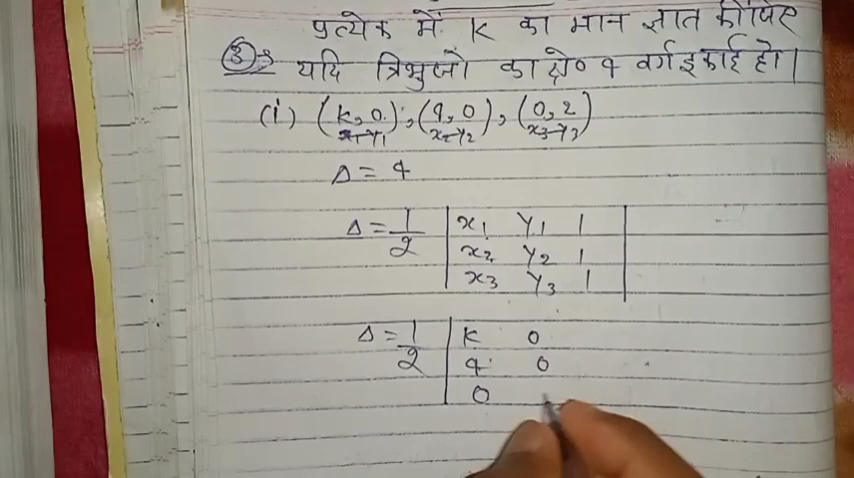 प्रत्येक में K का मान ज्ञात कीजिए
③ यदि त्रिभुजो का क्षे० 4 वर्ग इकाई हो।
(i) (k, 0), (4, 0), (0, 2)
x₁ y₁ x₂ y₂ x₃ y₃
Δ = 4
Δ = 1/2 | x₁ y₁ 1 |
x₂ y₂ 1
x₃ y₃ 1
Δ = 1/2 | K 0
4 0
0